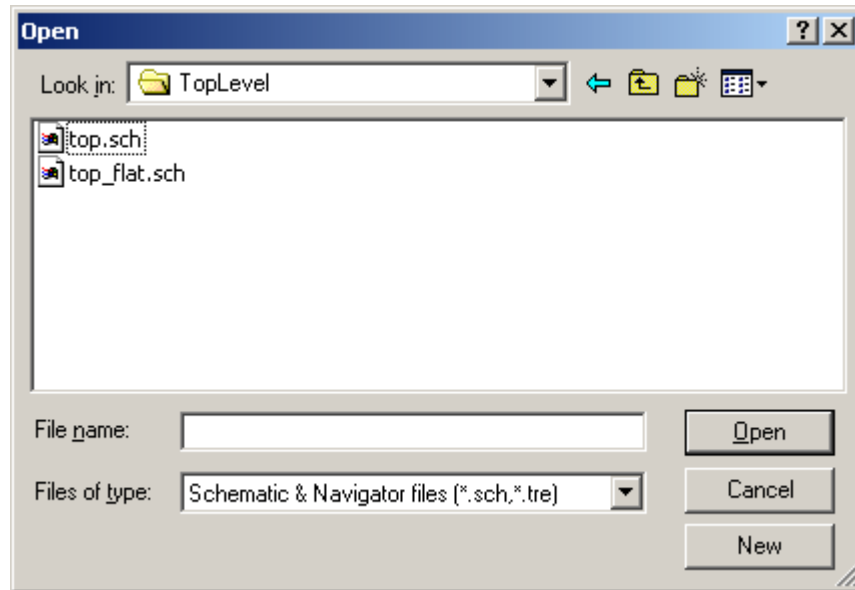 Open
Look in: TopLevel
top.sch
top_flat.sch
File name:
Open
Files of type: Schematic & Navigator files (*.sch,*.tre)
Cancel
New